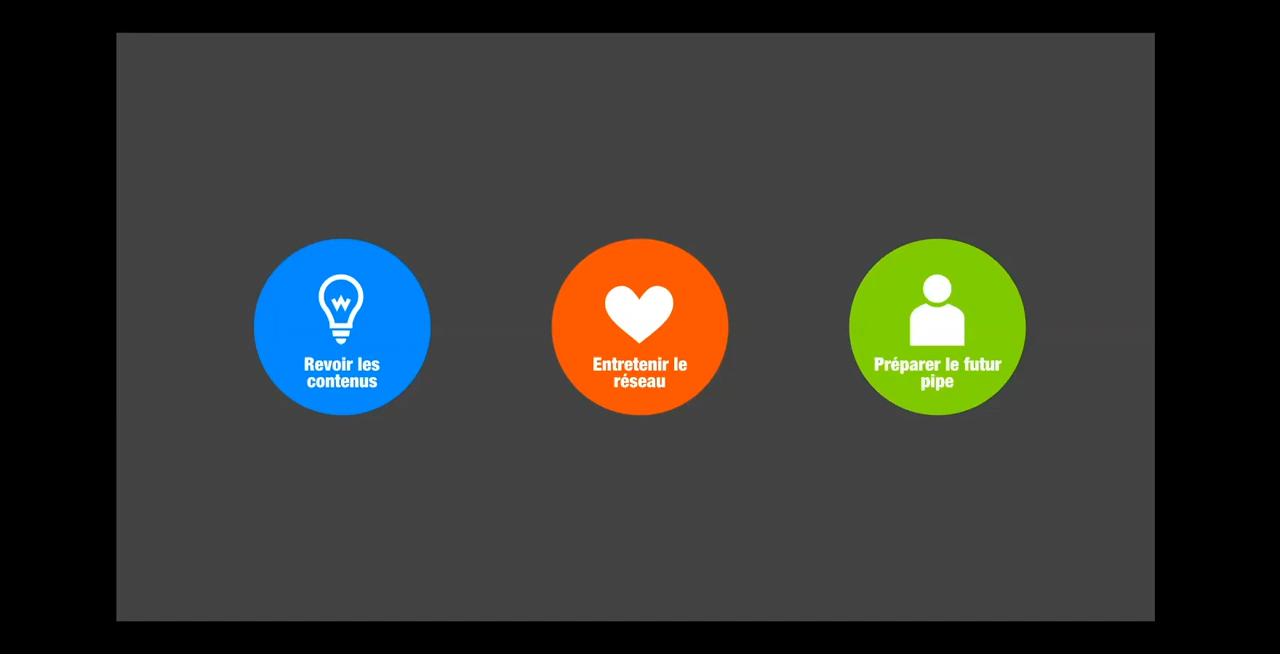 Revoir les
contenus
Entretenir le
réseau
Préparer le futur
pipe